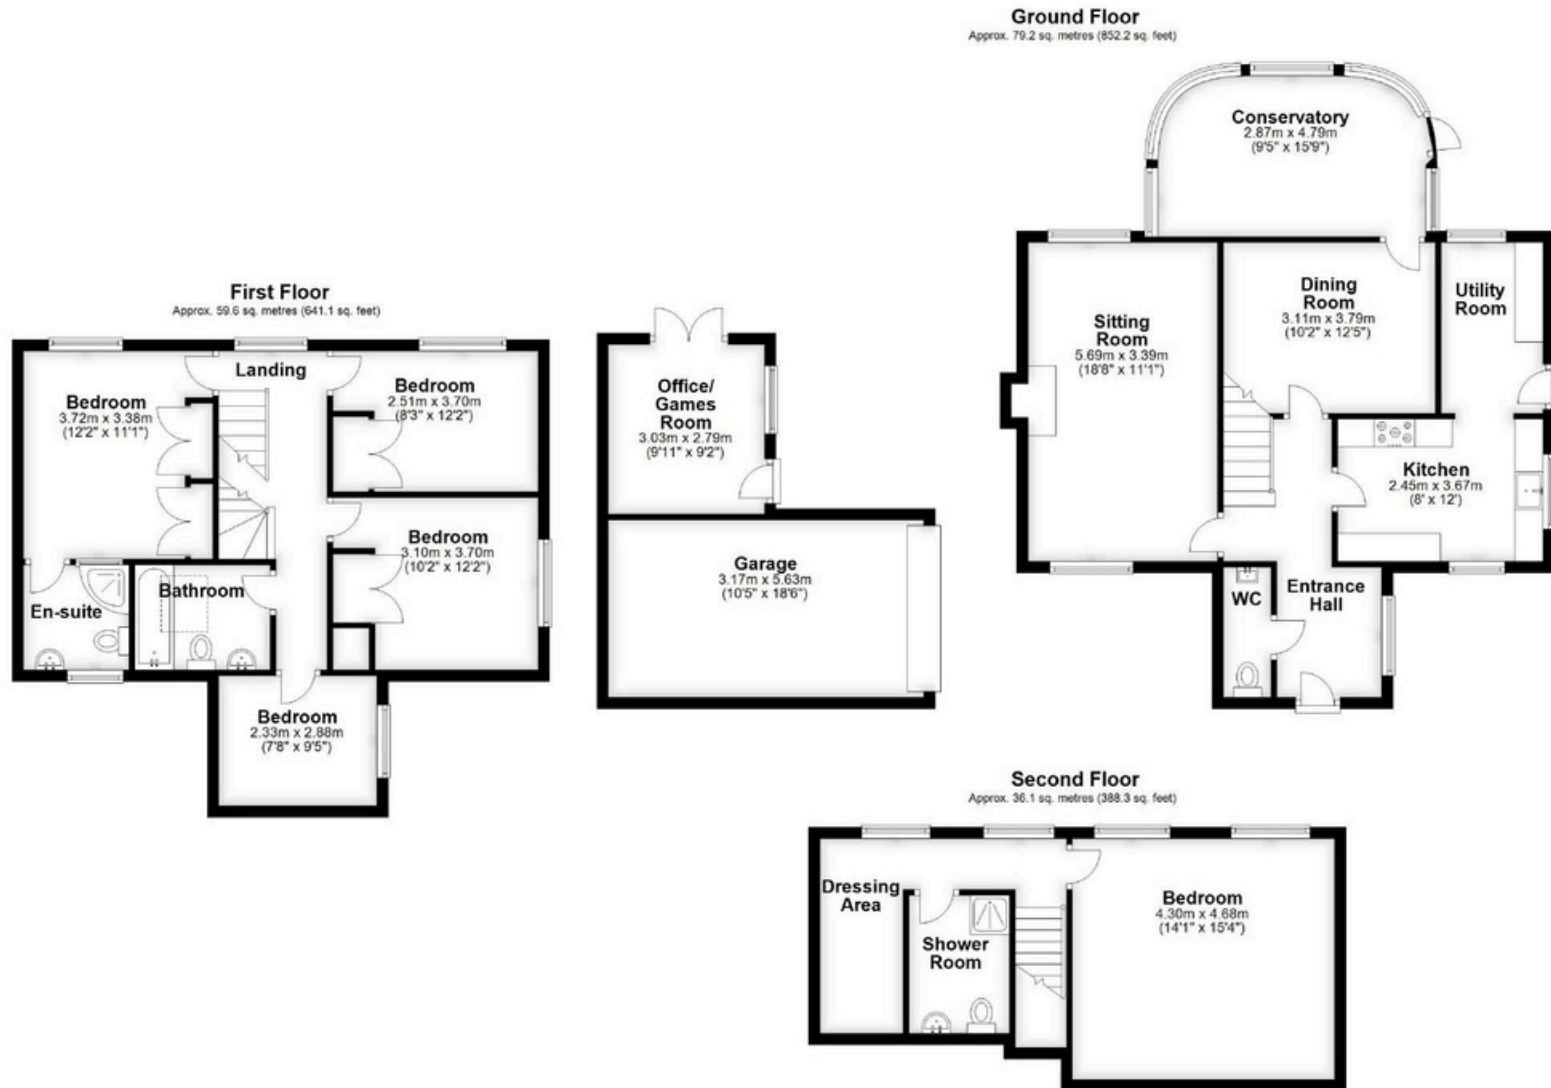 Ground Floor
Approx. 79.2 sq. metres (852.2 sq. feet)
Conservatory
2.87m x 4.79m
(9'5" x 15'9")
Sitting
Room
5.69m x 3.39m
(18'8" x 11'1")
Dining
Room
3.11m x 3.79m
(10'2" x 12'5")
Utility
Room
Kitchen
2.45m x 3.67m
(8' x 12')
WC
Entrance
Hall
First Floor
Approx. 59.6 sq. metres (641.1 sq. feet)
Landing
Bedroom
3.72m x 3.38m
(12'2" x 11'1")
Bedroom
2.51m x 3.70m
(8'3" x 12'2")
Bedroom
3.10m x 3.70m
(10'2" x 12'2")
En-suite
Bathroom
Bedroom
2.33m x 2.88m
(7'8" x 9'5")
Office/
Games
Room
3.03m x 2.79m
(9'11" x 9'2")
Garage
3.17m x 5.63m
(10'5" x 18'6")
Second Floor
Approx. 36.1 sq. metres (388.3 sq. feet)
Dressing
Area
Shower
Room
Bedroom
4.30m x 4.68m
(14'1" x 15'4")